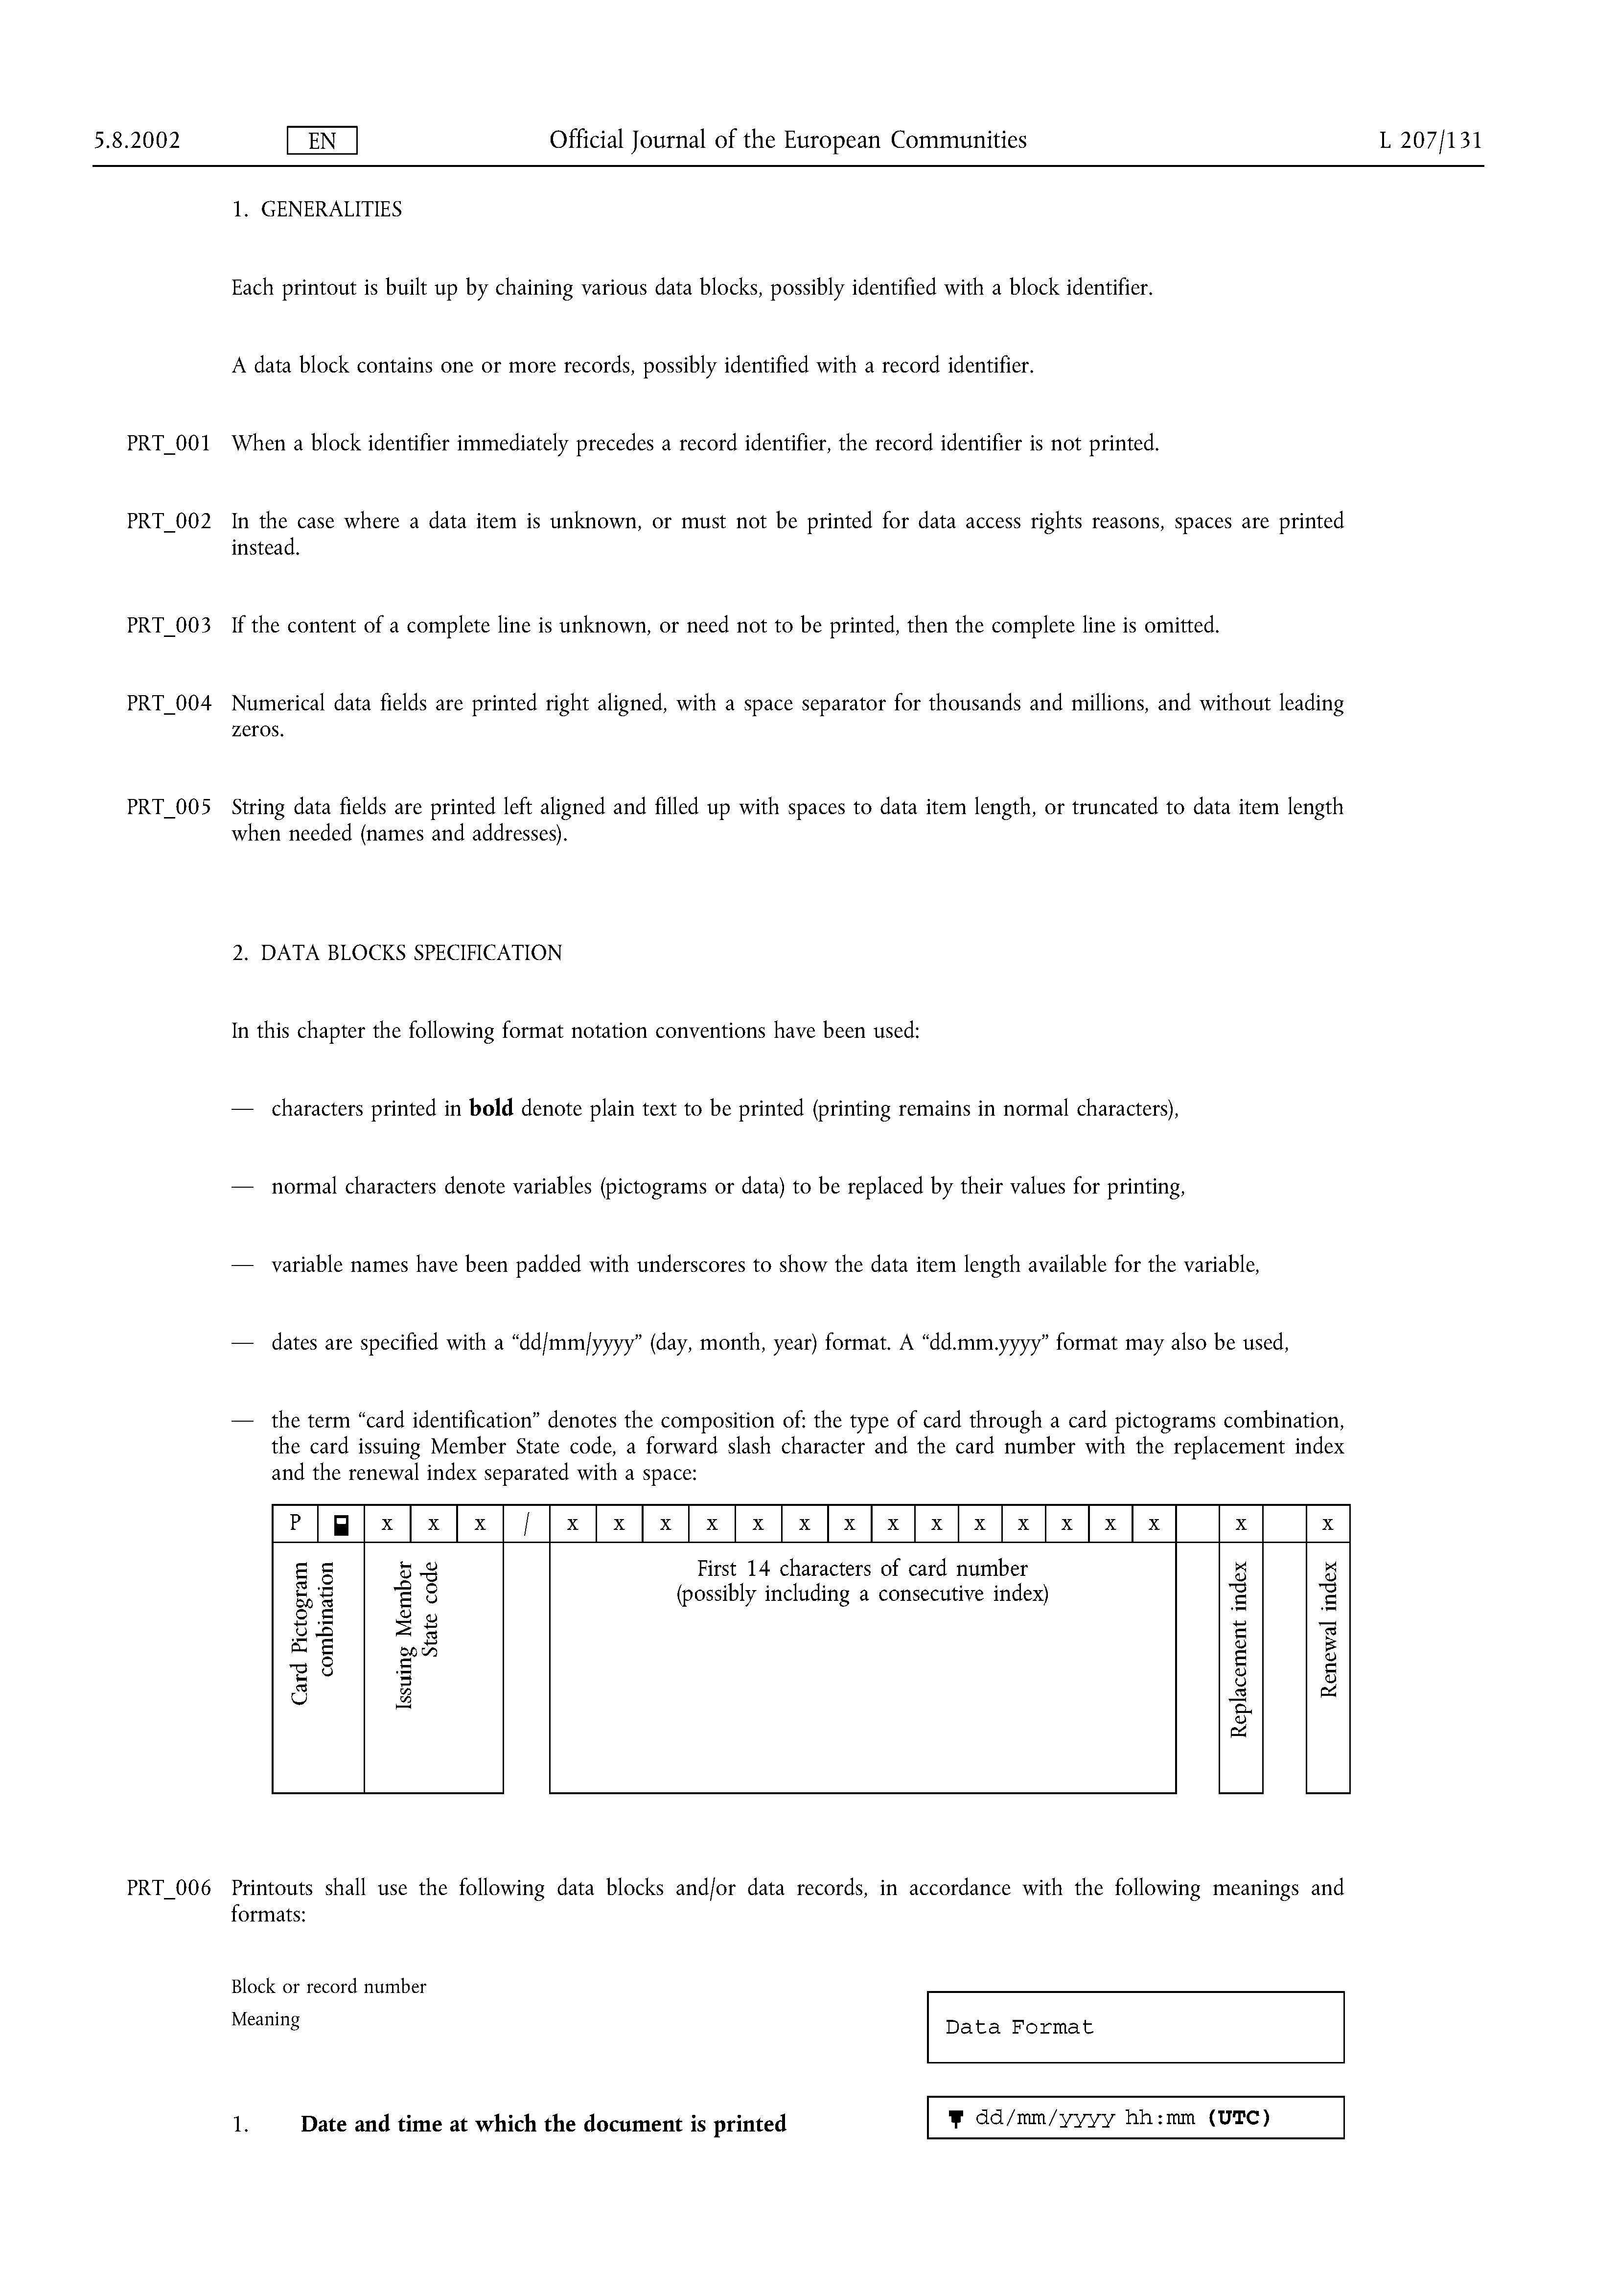 5.8.2002 EN Official Journal of the European Communities L 207/131
1. GENERALITIES
Each printout is built up by chaining various data blocks, possibly identified with a block identifier.
A data block contains one or more records, possibly identified with a record identifier.
PRT_001 When a block identifier immediately precedes a record identifier, the record identifier is not printed.
PRT_002 In the case where a data item is unknown, or must not be printed for data access rights reasons, spaces are printed
instead.
PRT_003 If the content of a complete line is unknown, or need not to be printed, then the complete line is omitted.
PRT_004 Numerical data fields are printed right aligned, with a space separator for thousands and millions, and without leading
zeros.
PRT_005 String data fields are printed left aligned and filled up with spaces to data item length, or truncated to data item length
when needed (names and addresses).
2. DATA BLOCKS SPECIFICATION
In this chapter the following format notation conventions have been used:
— characters printed in bold denote plain text to be printed (printing remains in normal characters),
— normal characters denote variables (pictograms or data) to be replaced by their values for printing,
— variable names have been padded with underscores to show the data item length available for the variable,
— dates are specified with a “dd/mm/yyyy” (day, month, year) format. A “dd.mm.yyyy” format may also be used,
— the term “card identification” denotes the composition of: the type of card through a card pictograms combination,
the card issuing Member State code, a forward slash character and the card number with the replacement index
and the renewal index separated with a space:
P x x x / x x x x x x x x x x x x x x x x
Card Pictogram
combination
Issuing Member
State code
First 14 characters of card number
(possibly including a consecutive index)
Replacement index
Renewal index
PRT_006 Printouts shall use the following data blocks and/or data records, in accordance with the following meanings and
formats:
Block or record number
Meaning
Data Format
1. Date and time at which the document is printed
dd/mm/yyyy hh:mm (UTC)